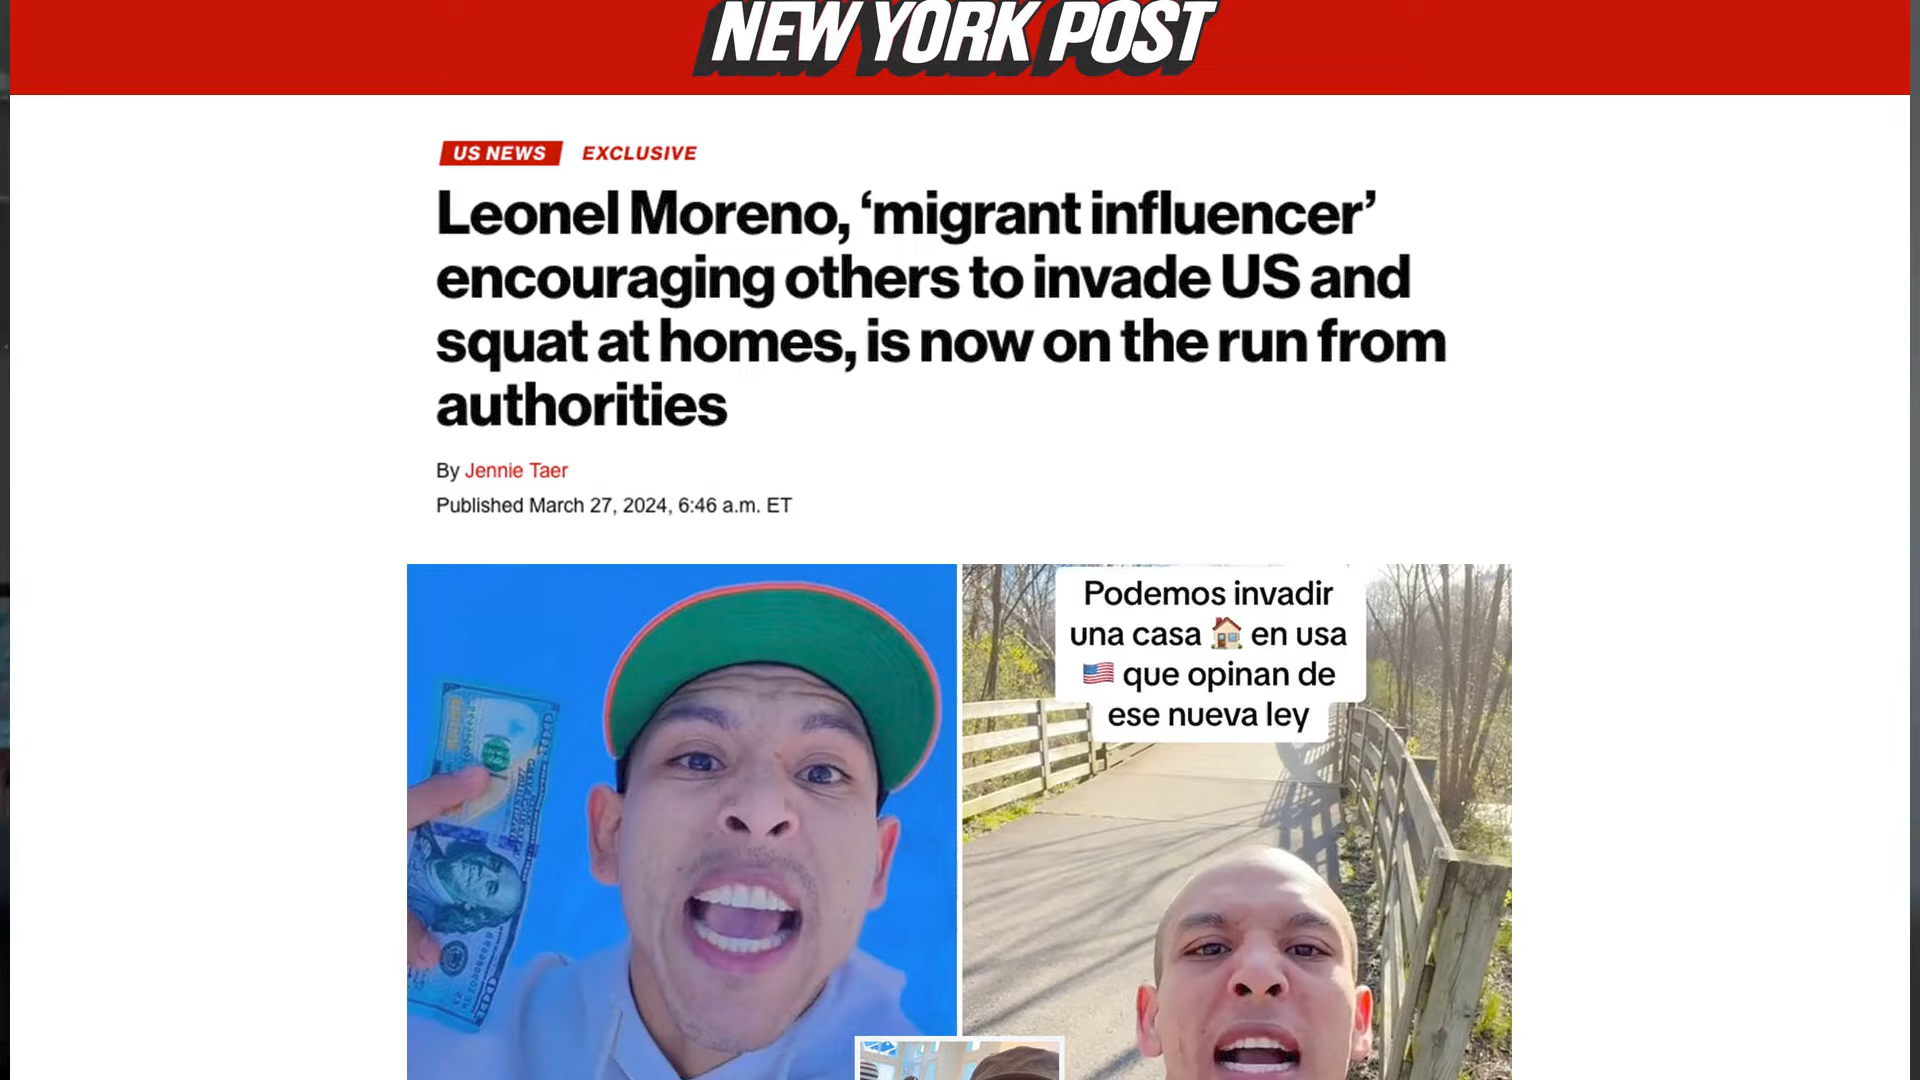 NEW YORK POST
US NEWS EXCLUSIVE
Leonel Moreno, ‘migrant influencer’
encouraging others to invade US and
squat at homes, is now on the run from
authorities
By Jennie Taer
Published March 27, 2024, 6:46 a.m. ET
Podemos invadir
una casa 🏠 en usa
🇺🇸 que opinan de
ese nueva ley